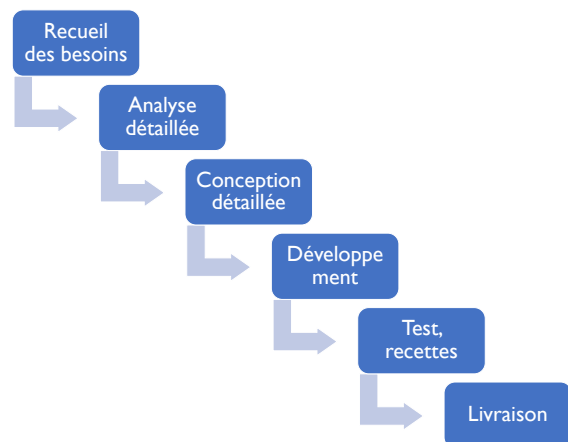 Recueil
des besoins
Analyse
détaillée
Conception
détaillée
Développe
ment
Test,
recettes
Livraison